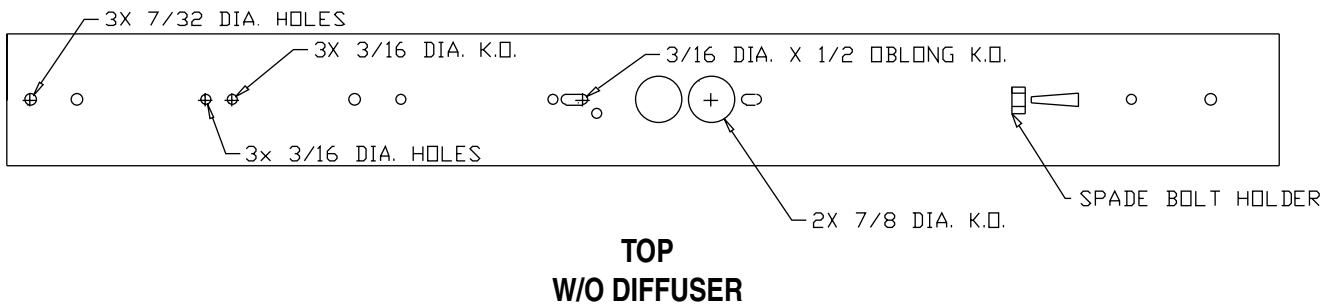 3X 7/32 DIA. HOLES
3X 3/16 DIA. K.O.
3/16 DIA. X 1/2 OBLONG K.O.
3x 3/16 DIA. HOLES
SPADE BOLT HOLDER
2X 7/8 DIA. K.O.
TOP
W/O DIFFUSER